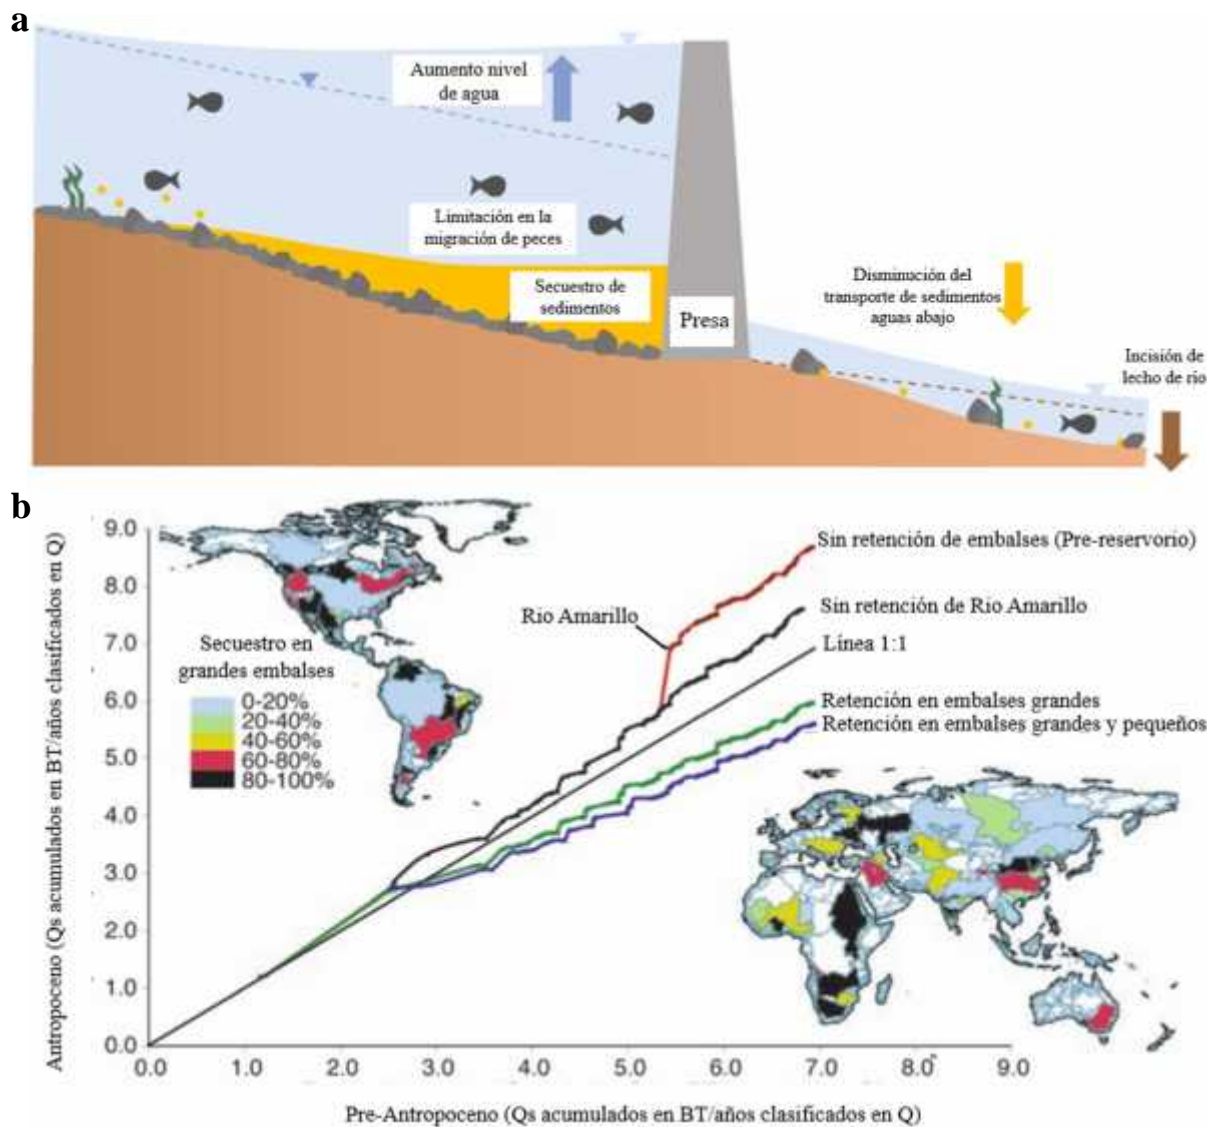 a
Aumento nivel
de agua
Limitación en la
migración de peces
Secuestro de
sedimentos
Presa
Disminución del
transporte de sedimentos
aguas abajo
Incisión de
lecho de río
b
Antropoceno (Qs acumulados en BT/años clasificados en Q)
9.0
8.0
7.0
6.0
5.0
4.0
3.0
2.0
1.0
0.0
Secuestro en
grandes embalses
0-20%
20-40%
40-60%
60-80%
80-100%
Rio Amarillo
Sin retención de embalses (Pre-reservorio)
Sin retención de Rio Amarillo
Línea 1:1
Retención en embalses grandes
Retención en embalses grandes y pequeños
0.0 1.0 2.0 3.0 4.0 5.0 6.0 7.0 8.0 9.0
Pre-Antropoceno (Qs acumulados en BT/años clasificados en Q)